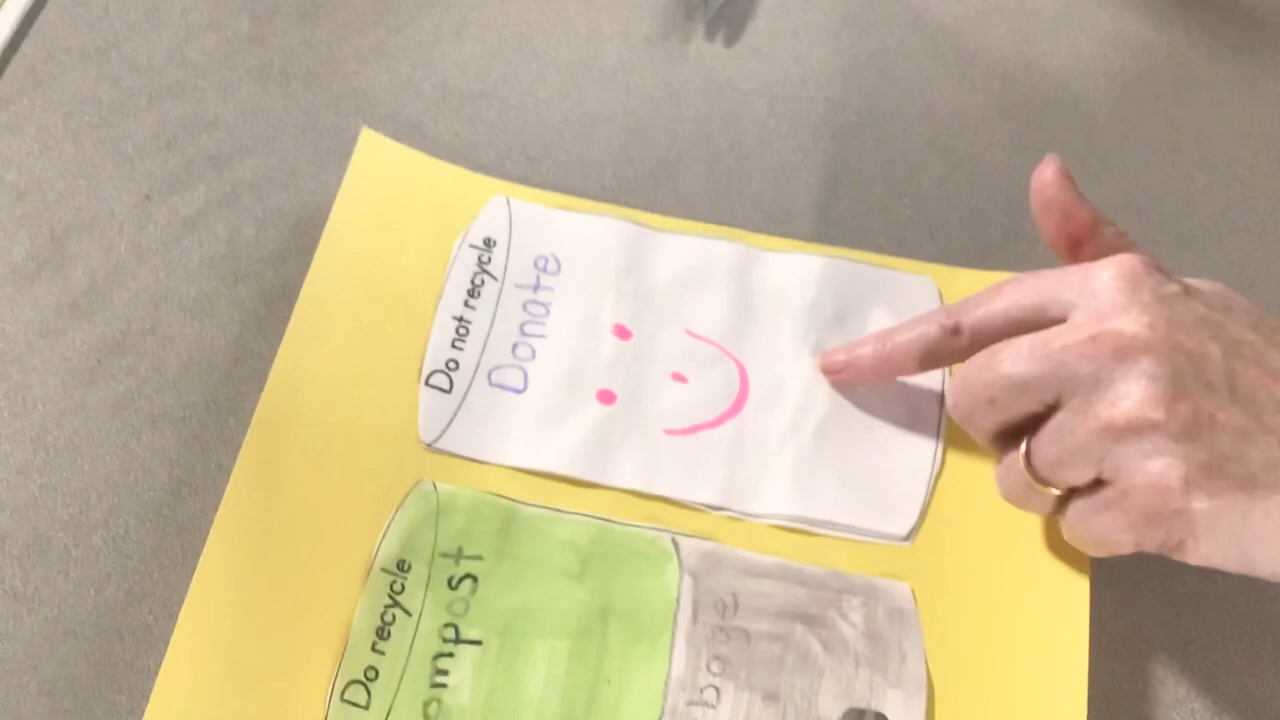 Do not recycle
Donate
Do recycle
ompost
bage